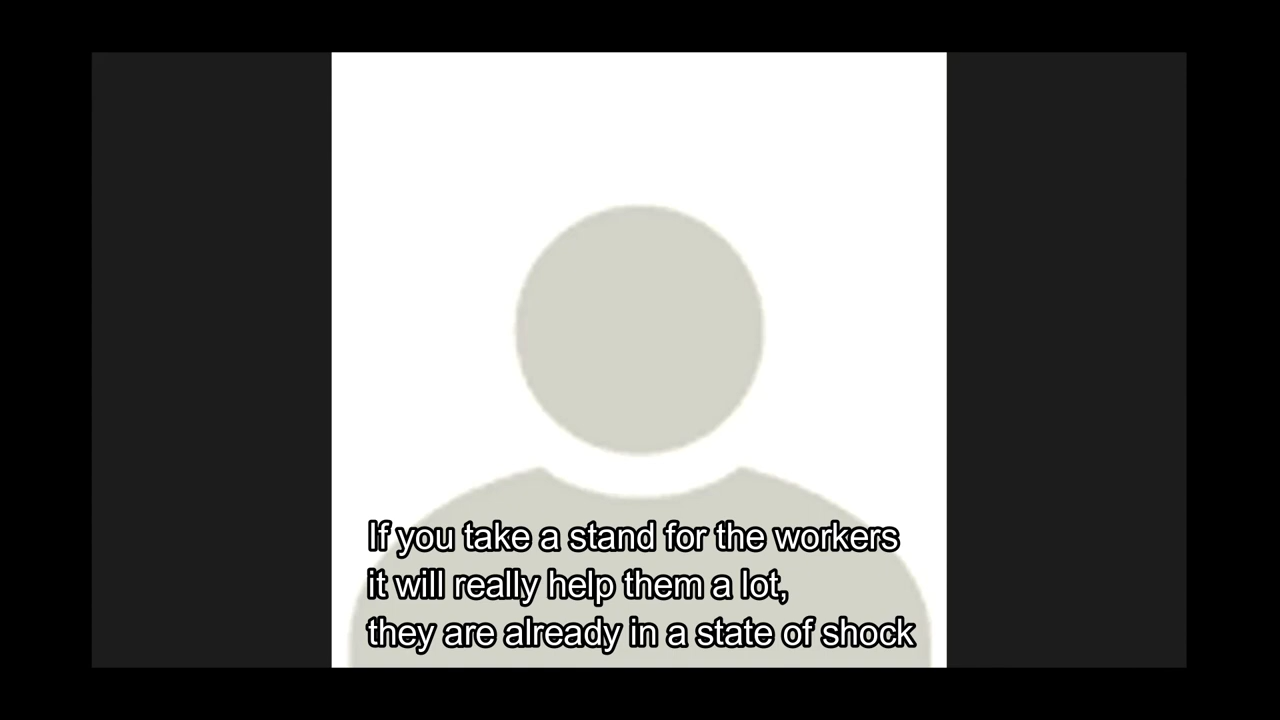 If you take a stand for the workers
it will really help them a lot,
they are already in a state of shock